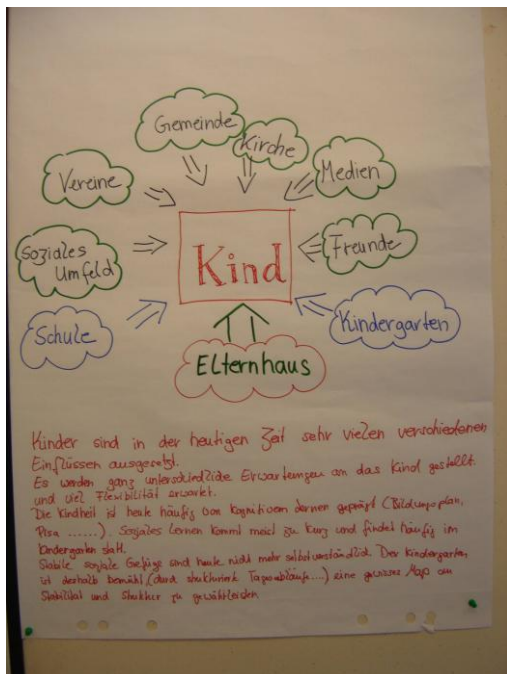 Gemeinde
Kirche
Vereine
Medien
Soziales
Umfeld
Kind
Freunde
Schule
Kindergarten
Elternhaus
Kinder sind in der heutigen Zeit sehr vielen verschiedenen
Einflüssen ausgesetzt.
Es werden ganz unterschiedliche Erwartungen an das Kind gestellt
und viel Flexibilität erwartet.
Die Kindheit ist heute häufig von kognitivem Lernen geprägt (Bildungsplan,
Pisa ......). Soziales Lernen kommt meist zu kurz und findet häufig im
Kindergarten statt.
Stabile soziale Gefüge sind heute nicht mehr selbstverständlich. Der Kindergarten
ist deshalb bemüht (durch strukturierte Tagesabläufe...) eine gewisses Maß an
Stabilität und Struktur zu gewährleisten